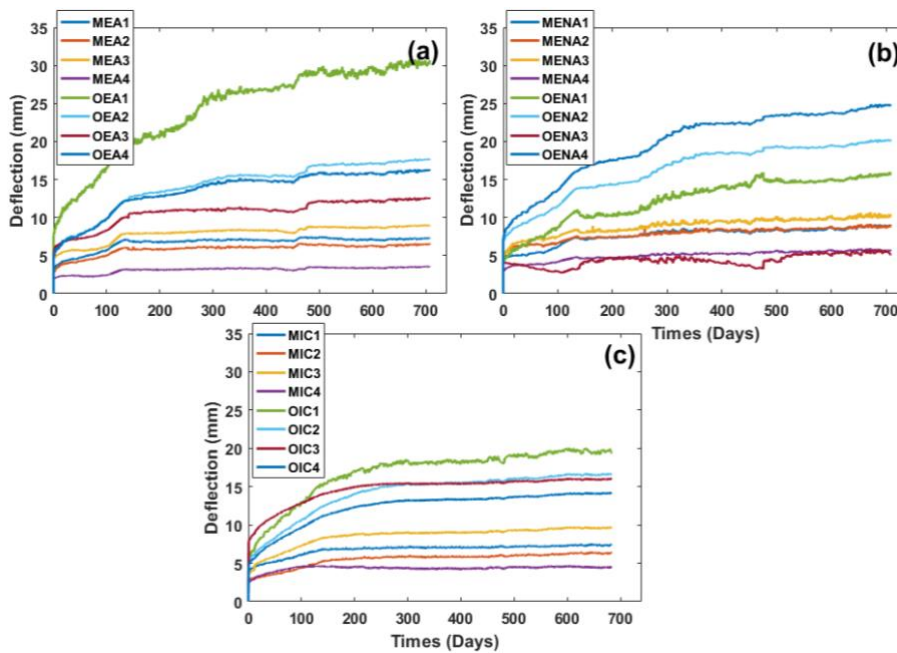 (a)
MEA1
MEA2
MEA3
MEA4
OEA1
OEA2
OEA3
OEA4
Deflection (mm)
35
30
25
20
15
10
5
0
0 100 200 300 400 500 600 700
(b)
MENA1
MENA2
MENA3
MENA4
OENA1
OENA2
OENA3
OENA4
Deflection (mm)
35
30
25
20
15
10
5
0
0 100 200 300 400 500 600 700
Times (Days)
(c)
MIC1
MIC2
MIC3
MIC4
OIC1
OIC2
OIC3
OIC4
Deflection (mm)
35
30
25
20
15
10
5
0
0 100 200 300 400 500 600 700
Times (Days)